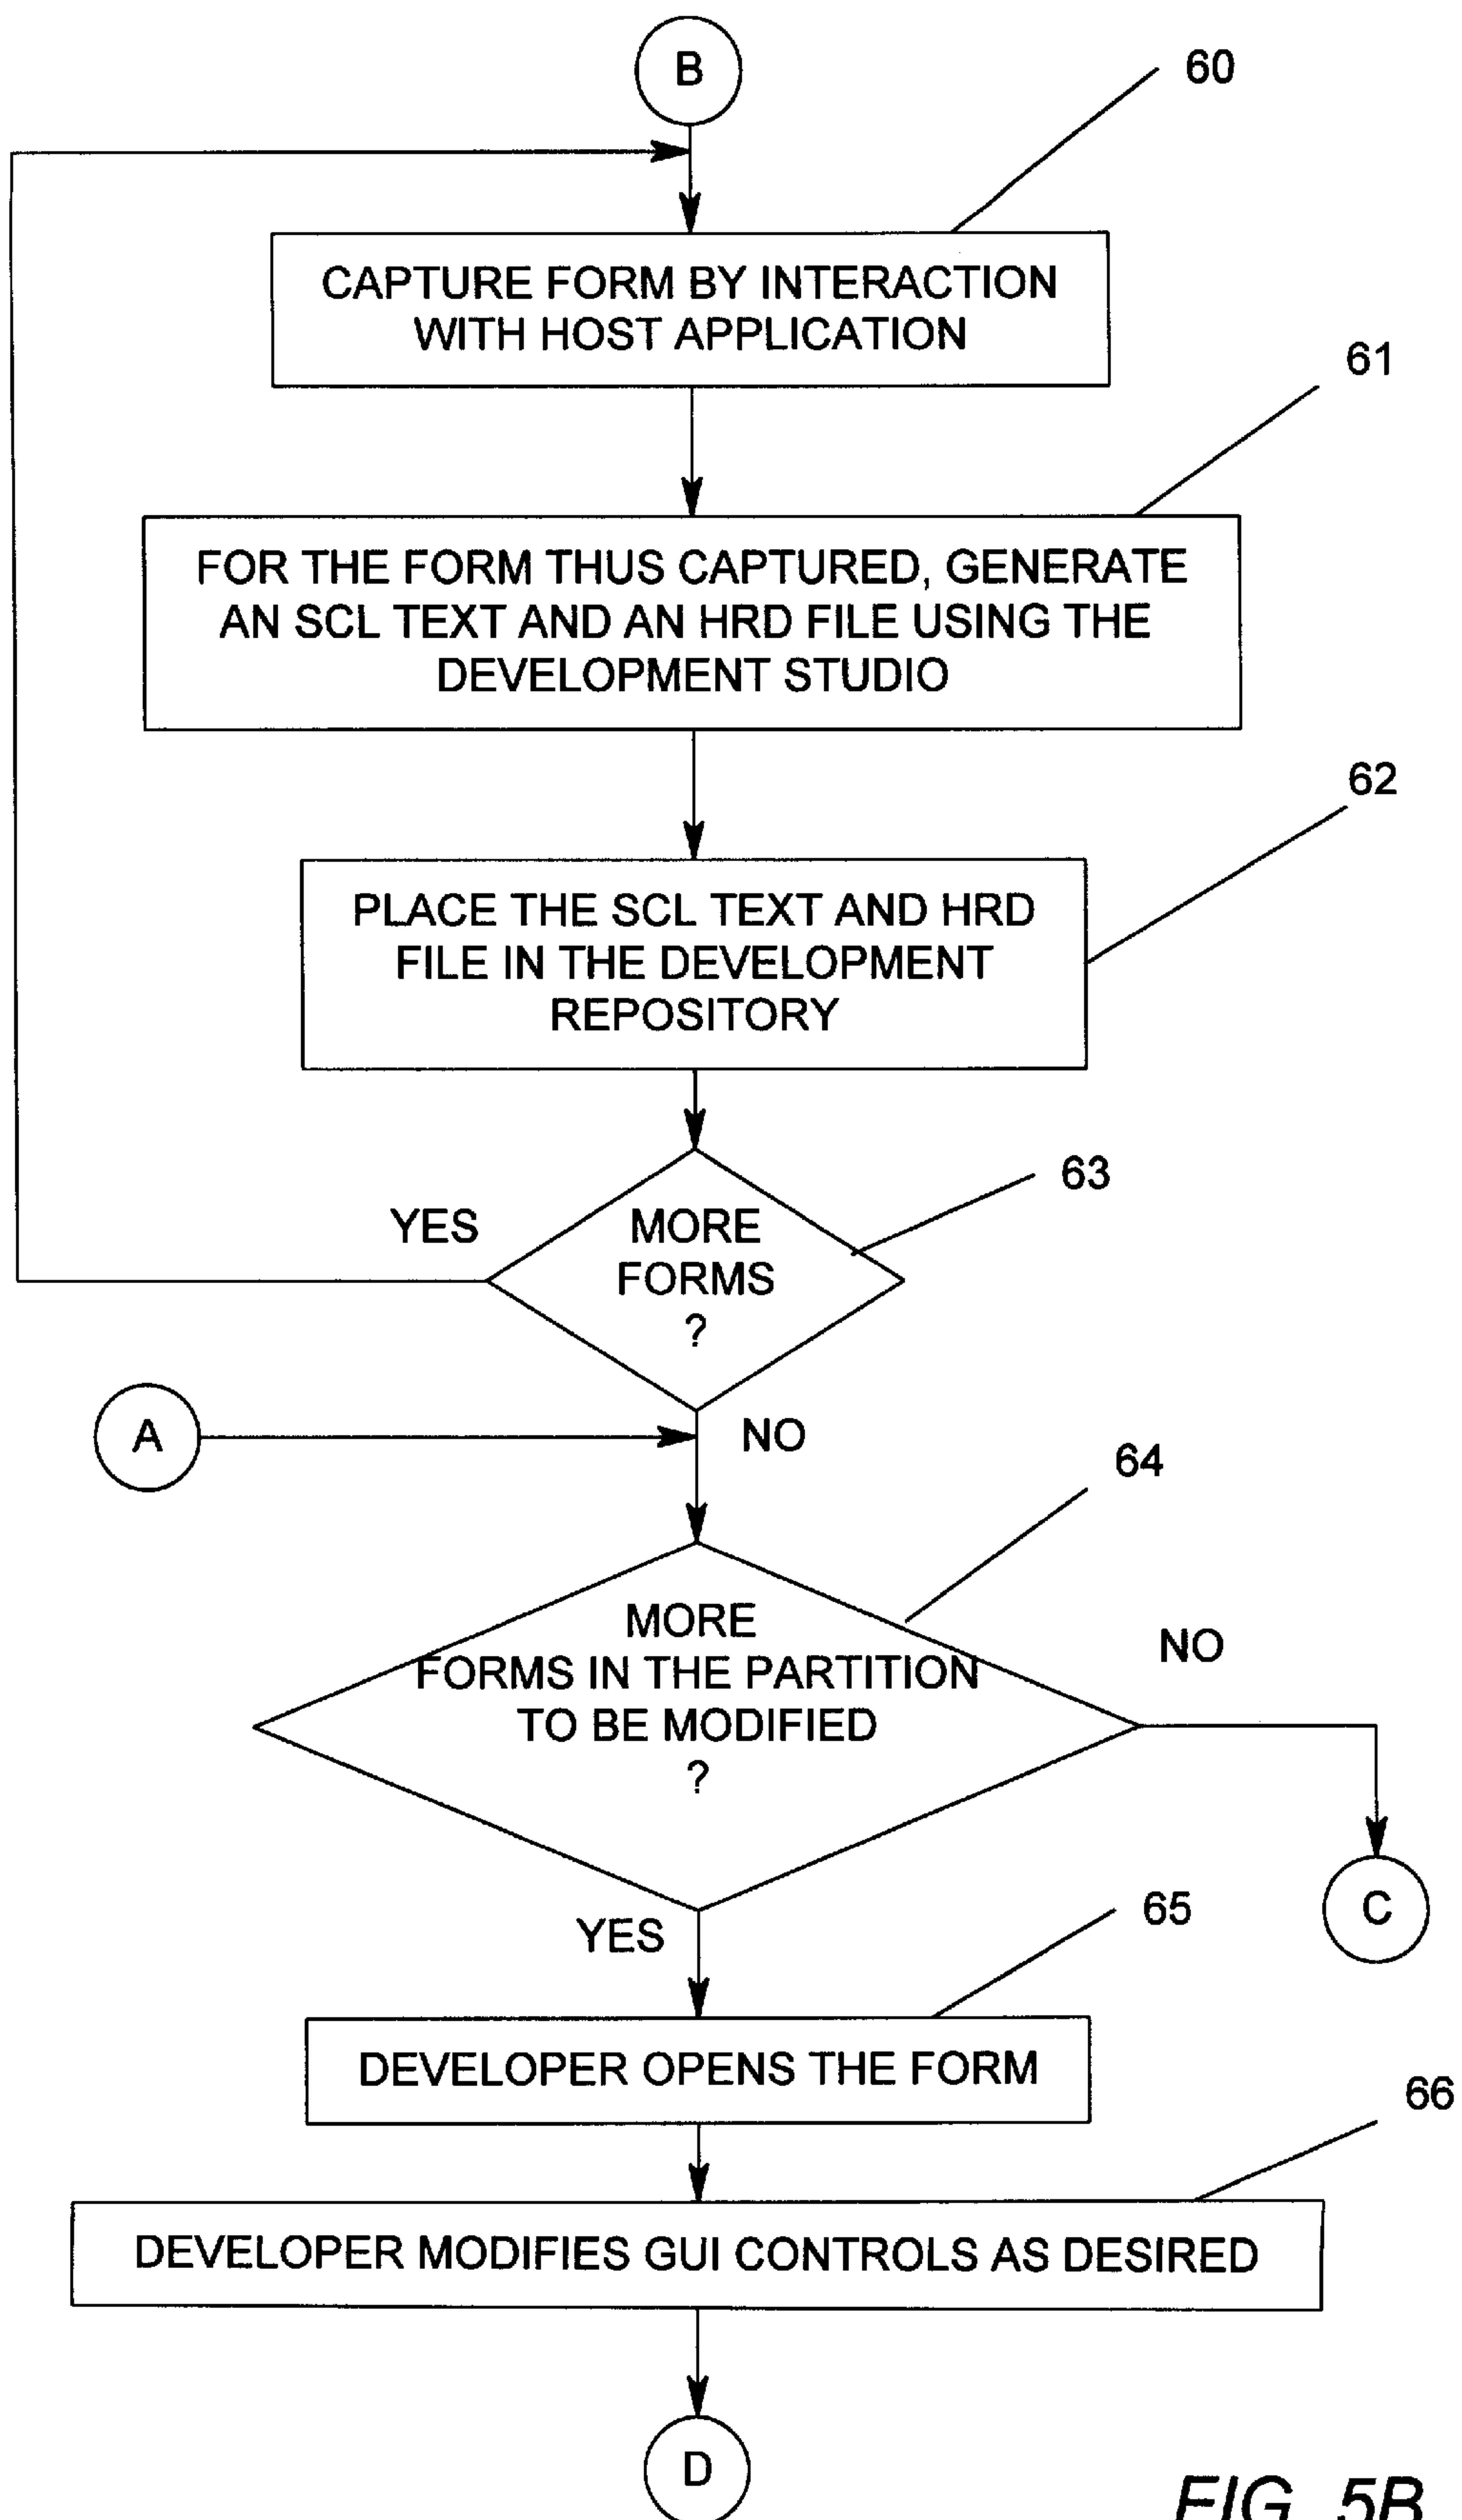 B
60
CAPTURE FORM BY INTERACTION
WITH HOST APPLICATION
61
FOR THE FORM THUS CAPTURED, GENERATE
AN SCL TEXT AND AN HRD FILE USING THE
DEVELOPMENT STUDIO
62
PLACE THE SCL TEXT AND HRD
FILE IN THE DEVELOPMENT
REPOSITORY
63
YES
MORE
FORMS
?
A
NO
64
MORE
FORMS IN THE PARTITION
TO BE MODIFIED
?
NO
C
YES
65
DEVELOPER OPENS THE FORM
66
DEVELOPER MODIFIES GUI CONTROLS AS DESIRED
D
FIG. 5B